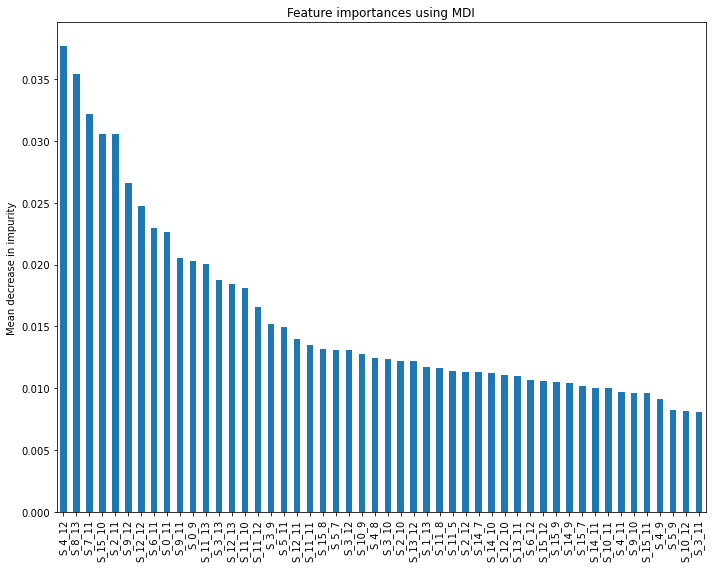 Feature importances using MDI
Mean decrease in impurity
0.035
0.030
0.025
0.020
0.015
0.010
0.005
0.000
S_4_12
S_8_13
S_7_11
S_15_10
S_2_11
S_9_12
S_12_12
S_6_11
S_0_11
S_9_11
S_0_9
S_11_13
S_3_13
S_12_13
S_11_10
S_11_12
S_3_9
S_5_11
S_12_11
S_11_11
S_15_8
S_5_7
S_3_12
S_10_9
S_4_8
S_3_10
S_2_10
S_13_12
S_1_13
S_11_8
S_11_5
S_2_12
S_14_7
S_14_10
S_12_10
S_13_11
S_6_12
S_15_12
S_15_9
S_14_9
S_15_7
S_14_11
S_10_11
S_4_11
S_9_10
S_15_11
S_4_9
S_5_9
S_10_12
S_3_11